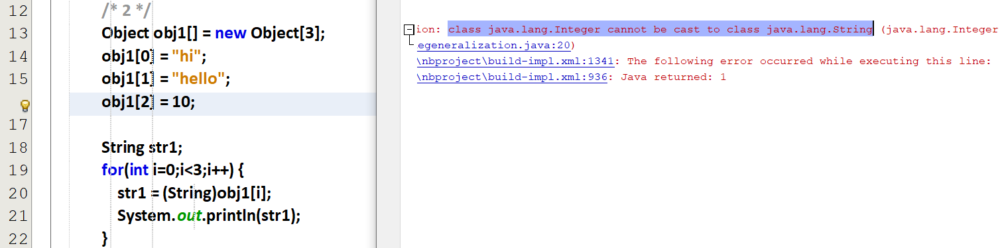 12 /* 2 */
13 Object obj1[] = new Object[3];
14 obj1[0] = "hi";
15 obj1[1] = "hello";
obj1[2] = 10;
17
18 String str1;
19 for(int i=0;i<3;i++) {
20 str1 = (String)obj1[i];
21 System.out.println(str1);
22 }
ion: class java.lang.Integer cannot be cast to class java.lang.String (java.lang.Integer
egeneralization.java:20)
\nbproject\build-impl.xml:1341: The following error occurred while executing this line:
\nbproject\build-impl.xml:936: Java returned: 1